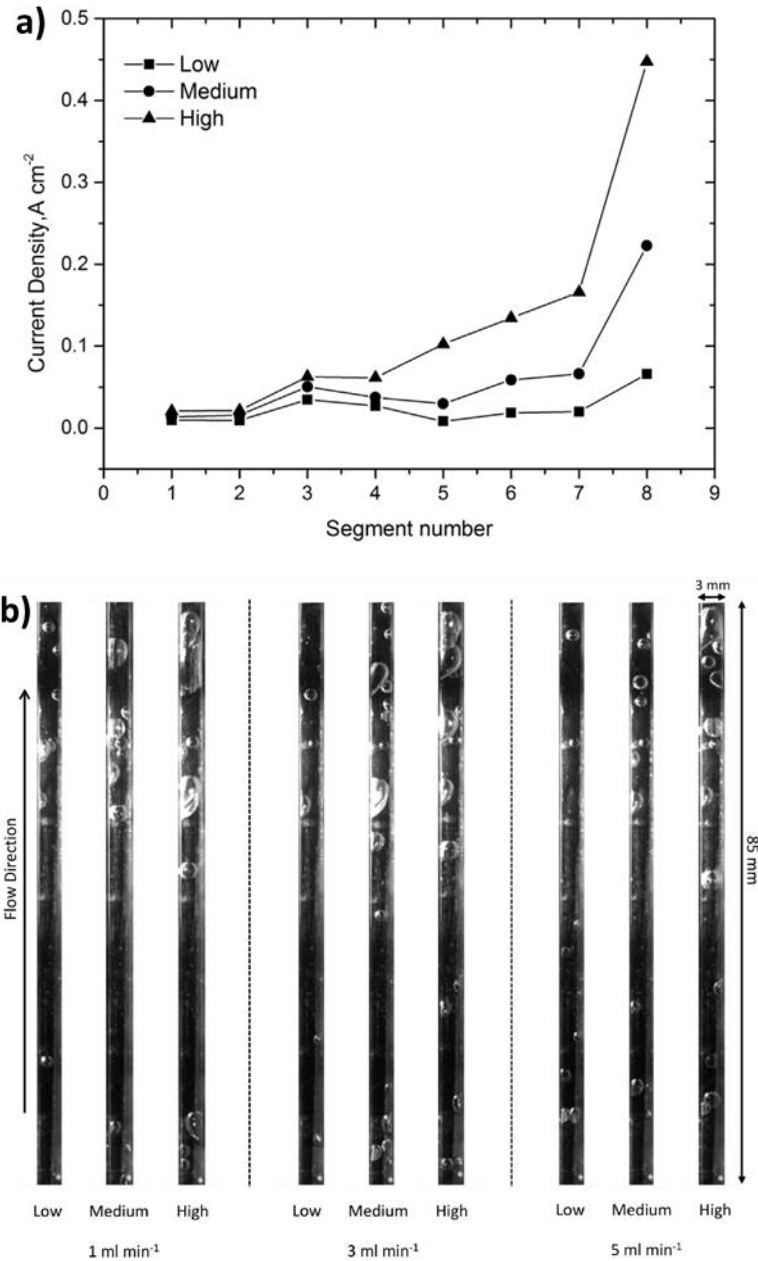 a)
0.5
0.4
0.3
0.2
0.1
0.0
Current Density,A cm⁻²
Low
Medium
High
0 1 2 3 4 5 6 7 8 9
Segment number
b)
3 mm
Flow Direction
85 mm
Low Medium High Low Medium High Low Medium High
1 ml min⁻¹ 3 ml min⁻¹ 5 ml min⁻¹